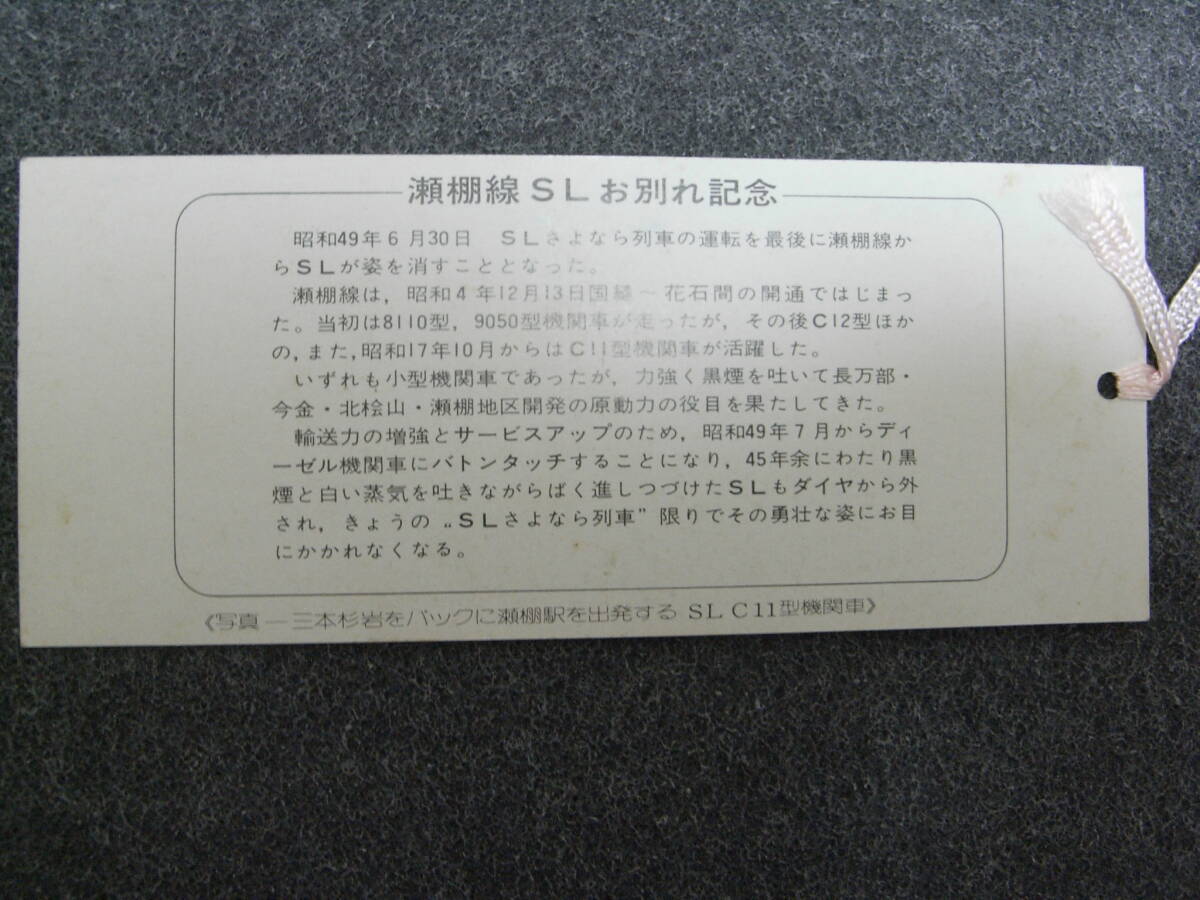 瀬棚線SLお別れ記念
昭和49年6月30日 SLさよなら列車の運転を最後に瀬棚線か
らSLが姿を消すこととなった。
瀬棚線は，昭和4年12月13日国縫～花石間の開通ではじまっ
た。当初は8110型，9050型機関車が走ったが，その後C12型ほか
の，また，昭和17年10月からはC11型機関車が活躍した。
いずれも小型機関車であったが，力強く黒煙を吐いて長万部・
今金・北桧山・瀬棚地区開発の原動力の役目を果たしてきた。
輸送力の増強とサービスアップのため，昭和49年7月からディ
ーゼル機関車にバトンタッチすることになり，45年余にわたり黒
煙と白い蒸気を吐きながらばく進しつづけたSLもダイヤから外
され，きょうの„SLさよなら列車”限りでその勇壮な姿にお目
にかかれなくなる。
《写真―三本杉岩をバックに瀬棚駅を出発する SL C11型機関車》